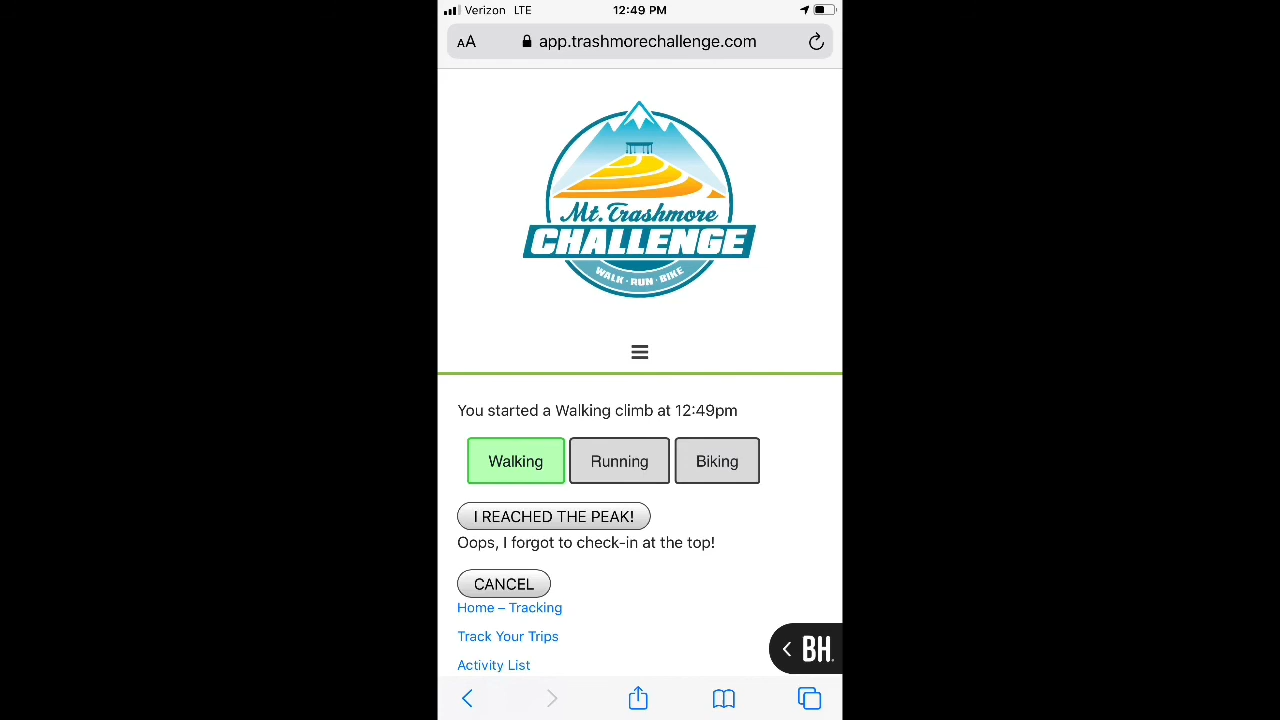 Verizon LTE 12:49 PM
AA app.trashmorechallenge.com
Mt. Trashmore
CHALLENGE
WALK · RUN · BIKE
You started a Walking climb at 12:49pm
Walking Running Biking
I REACHED THE PEAK!
Oops, I forgot to check-in at the top!
CANCEL
Home – Tracking
Track Your Trips
BH.
Activity List